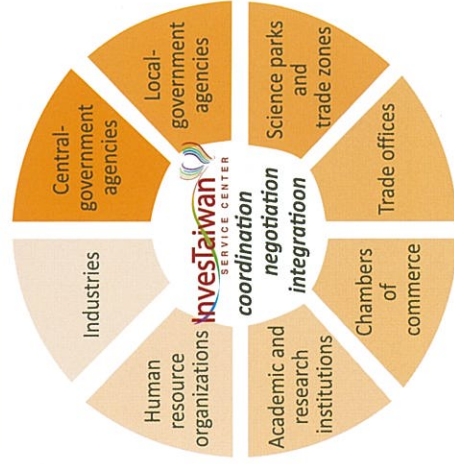 Central-
government
agencies
Local-
government
agencies
Science parks
and
trade zones
Trade offices
Chambers
of
commerce
Academic and
research
institutions
Human
resource
organizations
Industries
InvesTaiwan
SERVICE CENTER
coordination
negotiation
integratioon